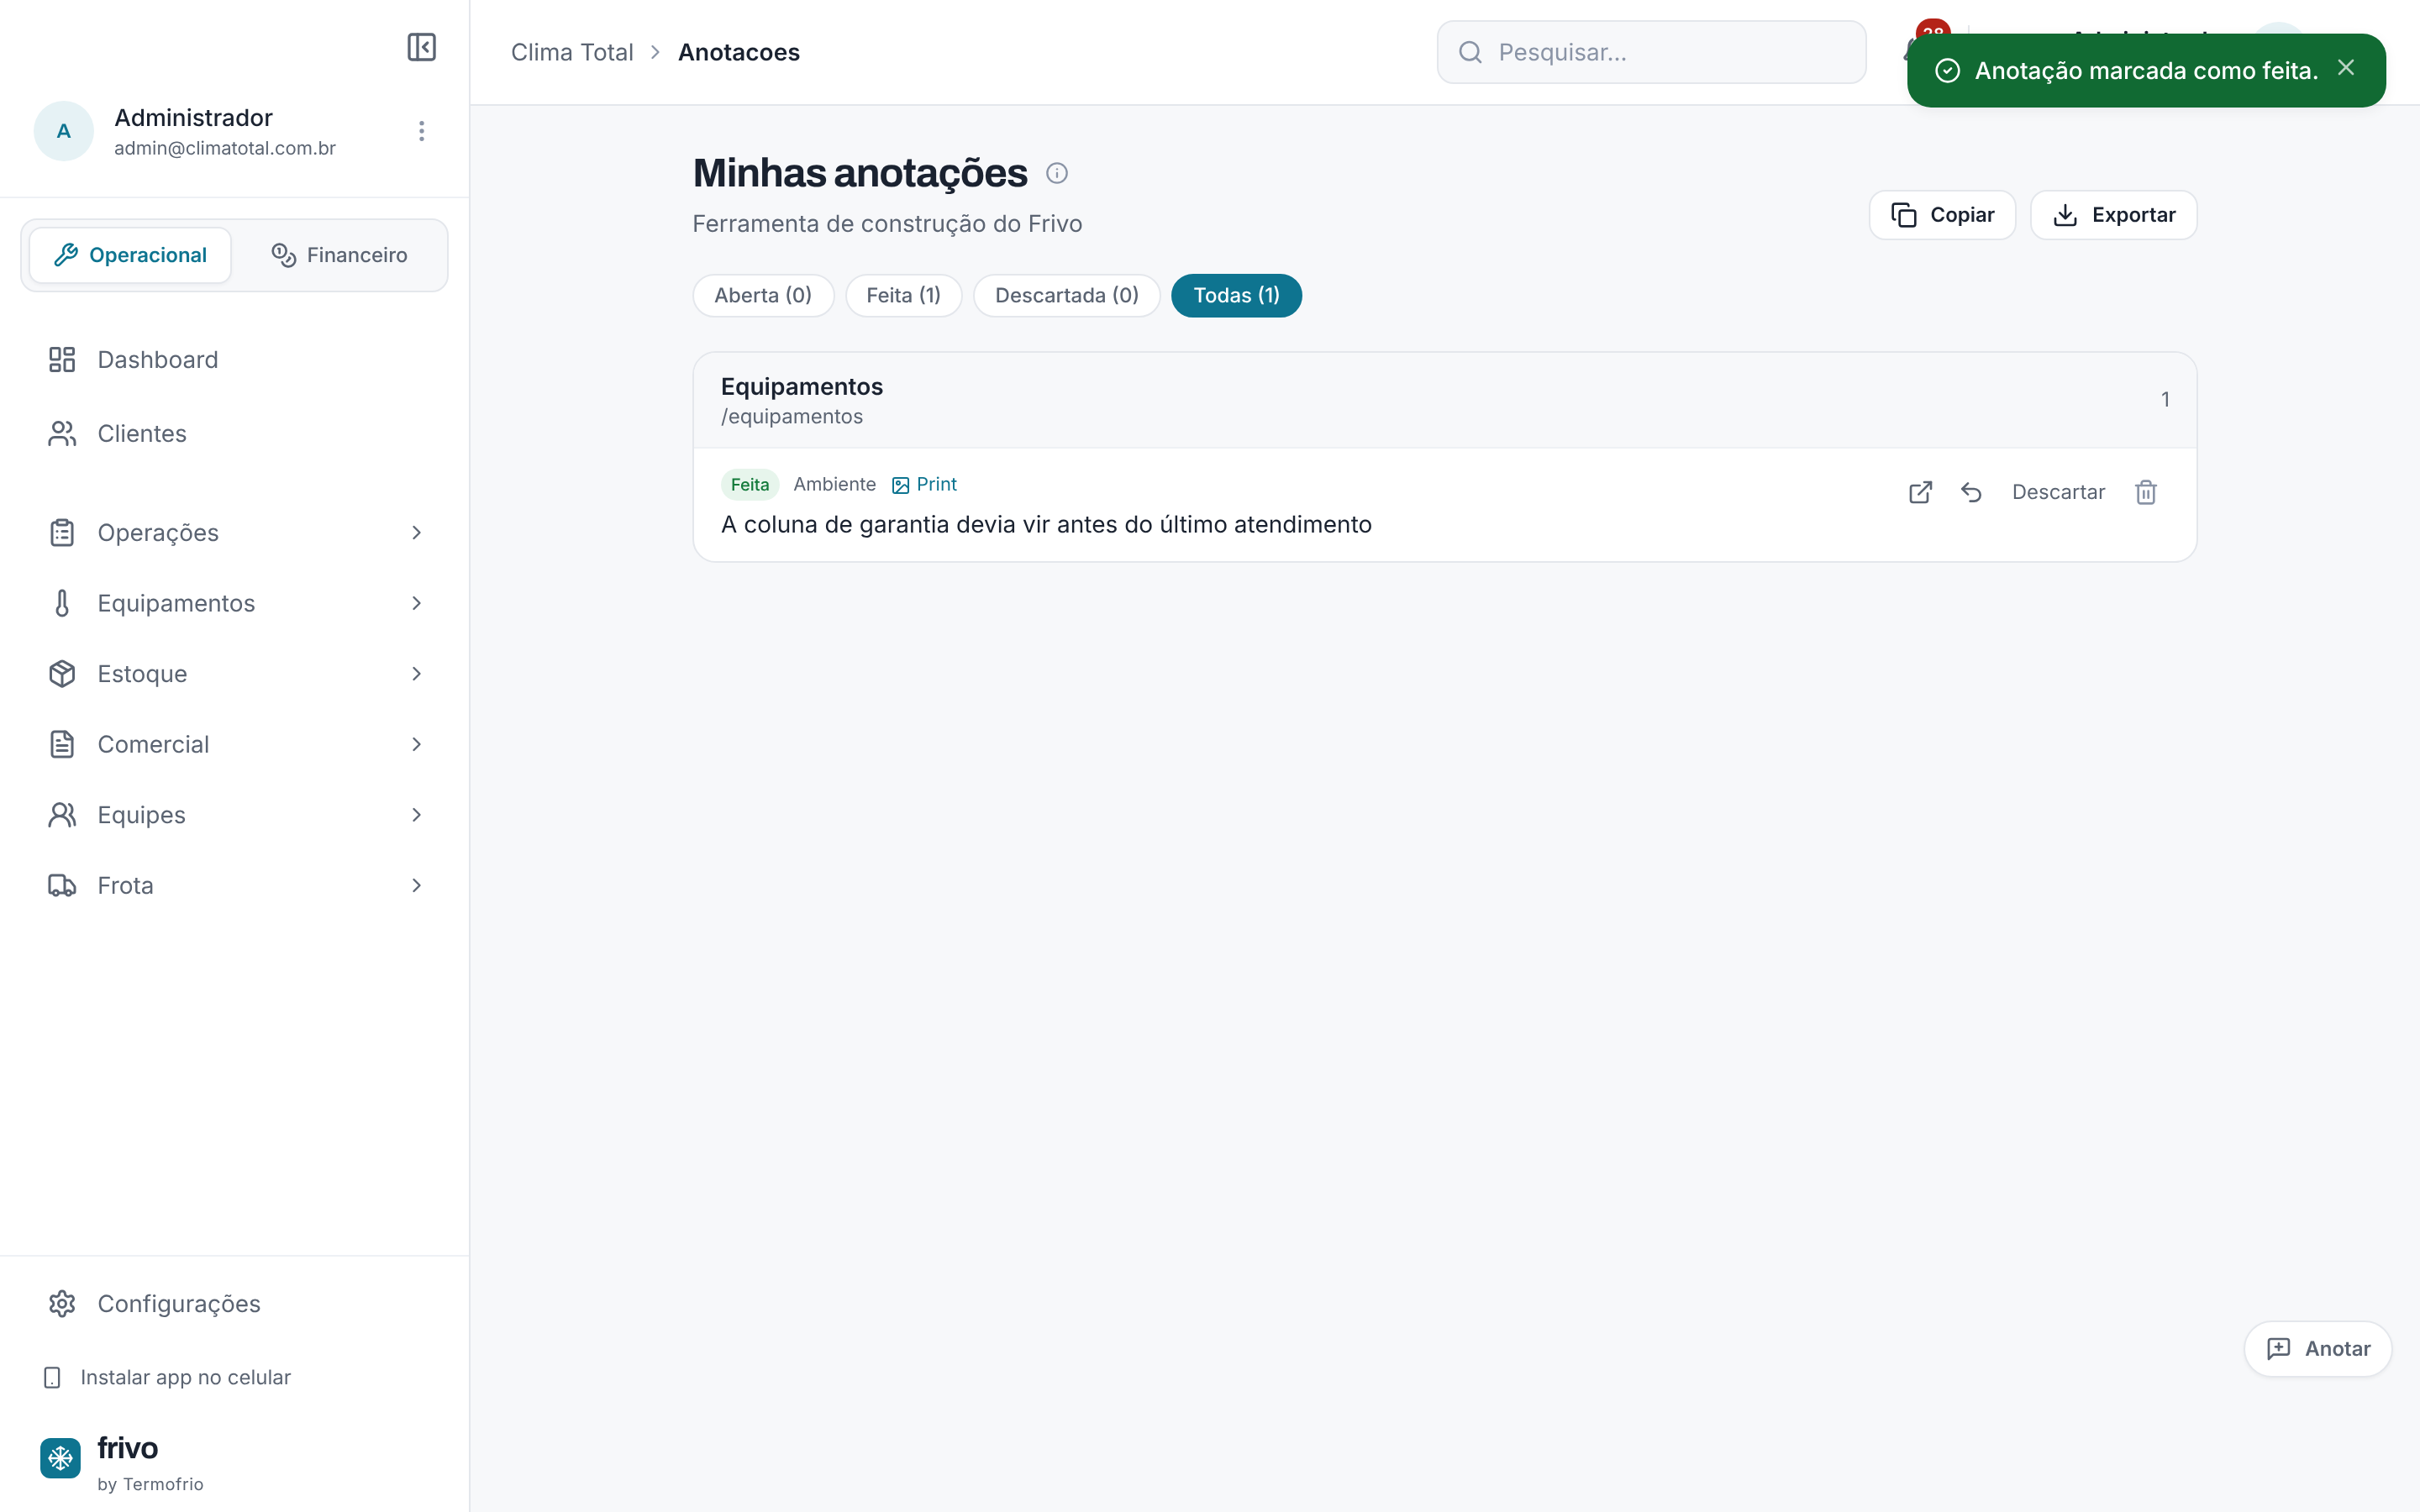 Clima Total > Anotacoes
Pesquisar...
Anotação marcada como feita.
A
Administrador
admin@climatotal.com.br
Operacional
Financeiro
Dashboard
Clientes
Operações
Equipamentos
Estoque
Comercial
Equipes
Frota
Configurações
Instalar app no celular
frivo
by Termofrio
Minhas anotações
Ferramenta de construção do Frivo
Copiar
Exportar
Aberta (0)
Feita (1)
Descartada (0)
Todas (1)
Equipamentos
/equipamentos
1
Feita Ambiente Print
Descartar
A coluna de garantia devia vir antes do último atendimento
Anotar